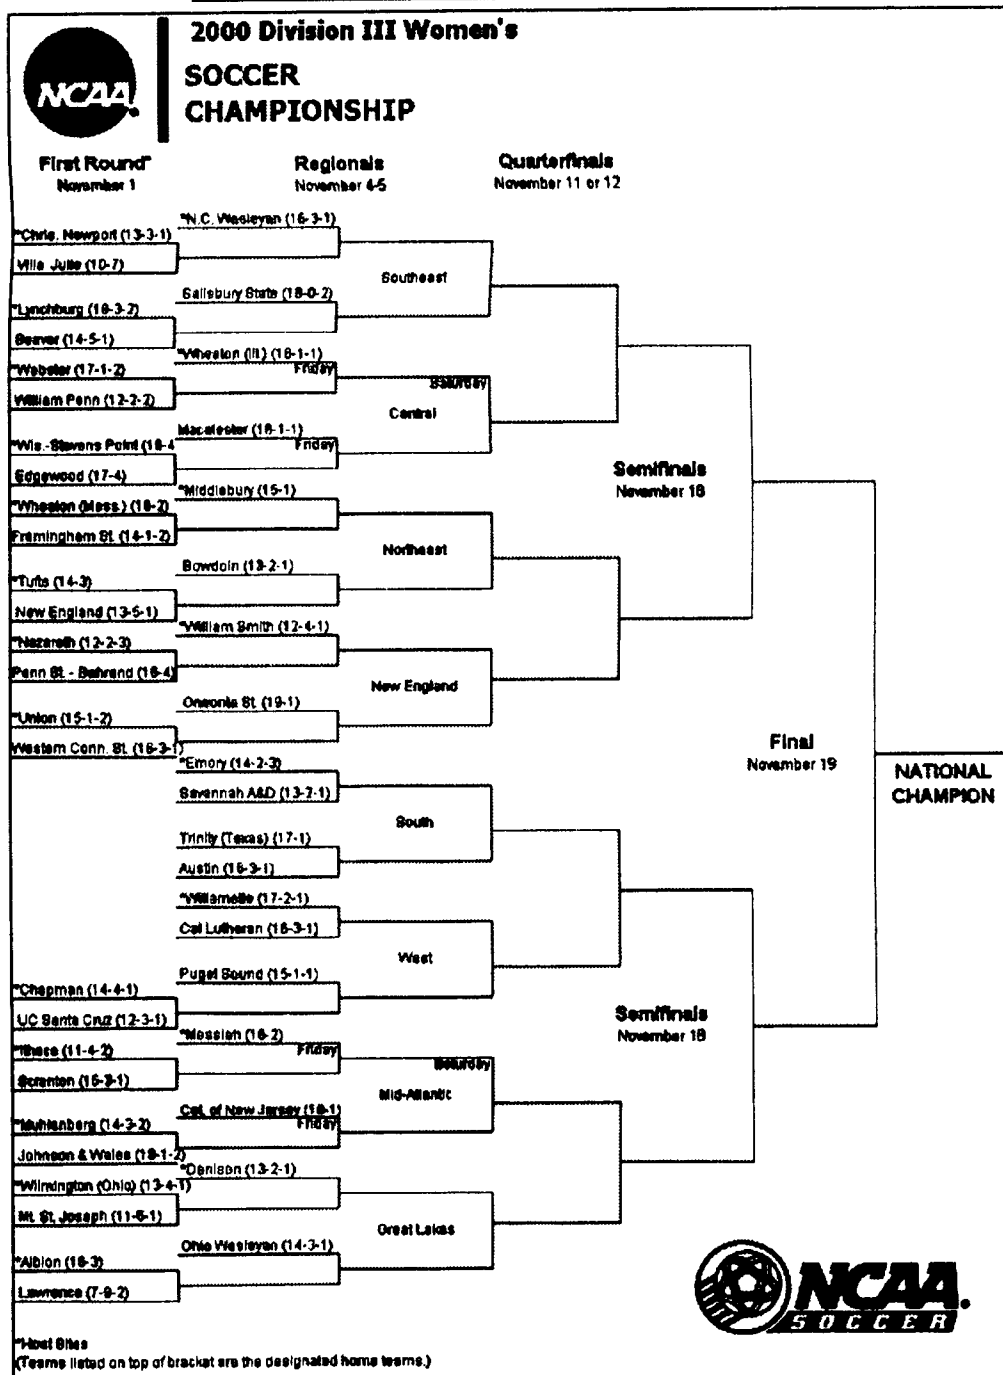 2000 Division III Women's
SOCCER
CHAMPIONSHIP
NCAA
First Round*
November 1
Regionals
November 4-5
Quarterfinals
November 11 or 12
*N.C. Wesleyan (16-3-1)
*Chris. Newport (13-3-1)
Villa Julie (10-7)
Southeast
Salisbury State (18-0-2)
*Lynchburg (16-3-2)
Beaver (14-5-1)
*Wheaton (Ill.) (18-1-1)
Friday
*Webster (17-1-2)
William Penn (12-2-2)
Saturday
Central
Macalester (18-1-1)
Friday
*Wis.-Stevens Point (16-4
Edgewood (17-4)
Semifinals
November 18
*Middlebury (15-1)
*Wheaton (Mass.) (18-2)
Framingham St. (14-1-2)
Northeast
Bowdoin (13-2-1)
*Tufts (14-3)
New England (13-5-1)
*William Smith (12-4-1)
*Nazareth (12-2-3)
Penn St. - Behrend (16-4)
New England
Oneonta St. (19-1)
*Union (15-1-2)
Western Conn. St. (16-3-1)
Final
November 19
NATIONAL
CHAMPION
*Emory (14-2-3)
Savannah A&D (13-2-1)
South
Trinity (Texas) (17-1)
Austin (16-3-1)
*Willamette (17-2-1)
Cal Lutheran (16-3-1)
West
Puget Sound (15-1-1)
*Chapman (14-4-1)
UC Santa Cruz (12-3-1)
Semifinals
November 18
*Messiah (16-2)
Friday
*Ithaca (11-4-2)
Scranton (15-3-1)
Saturday
Mid-Atlantic
Col. of New Jersey (18-1)
Friday
*Muhlenberg (14-3-2)
Johnson & Wales (18-1-2)
*Denison (13-2-1)
*Wilmington (Ohio) (13-4-1)
Mt. St. Joseph (11-6-1)
Great Lakes
Ohio Wesleyan (14-3-1)
*Albion (16-3)
Lawrence (7-9-2)
NCAA
SOCCER
*Host Sites
(Teams listed on top of bracket are the designated home teams.)